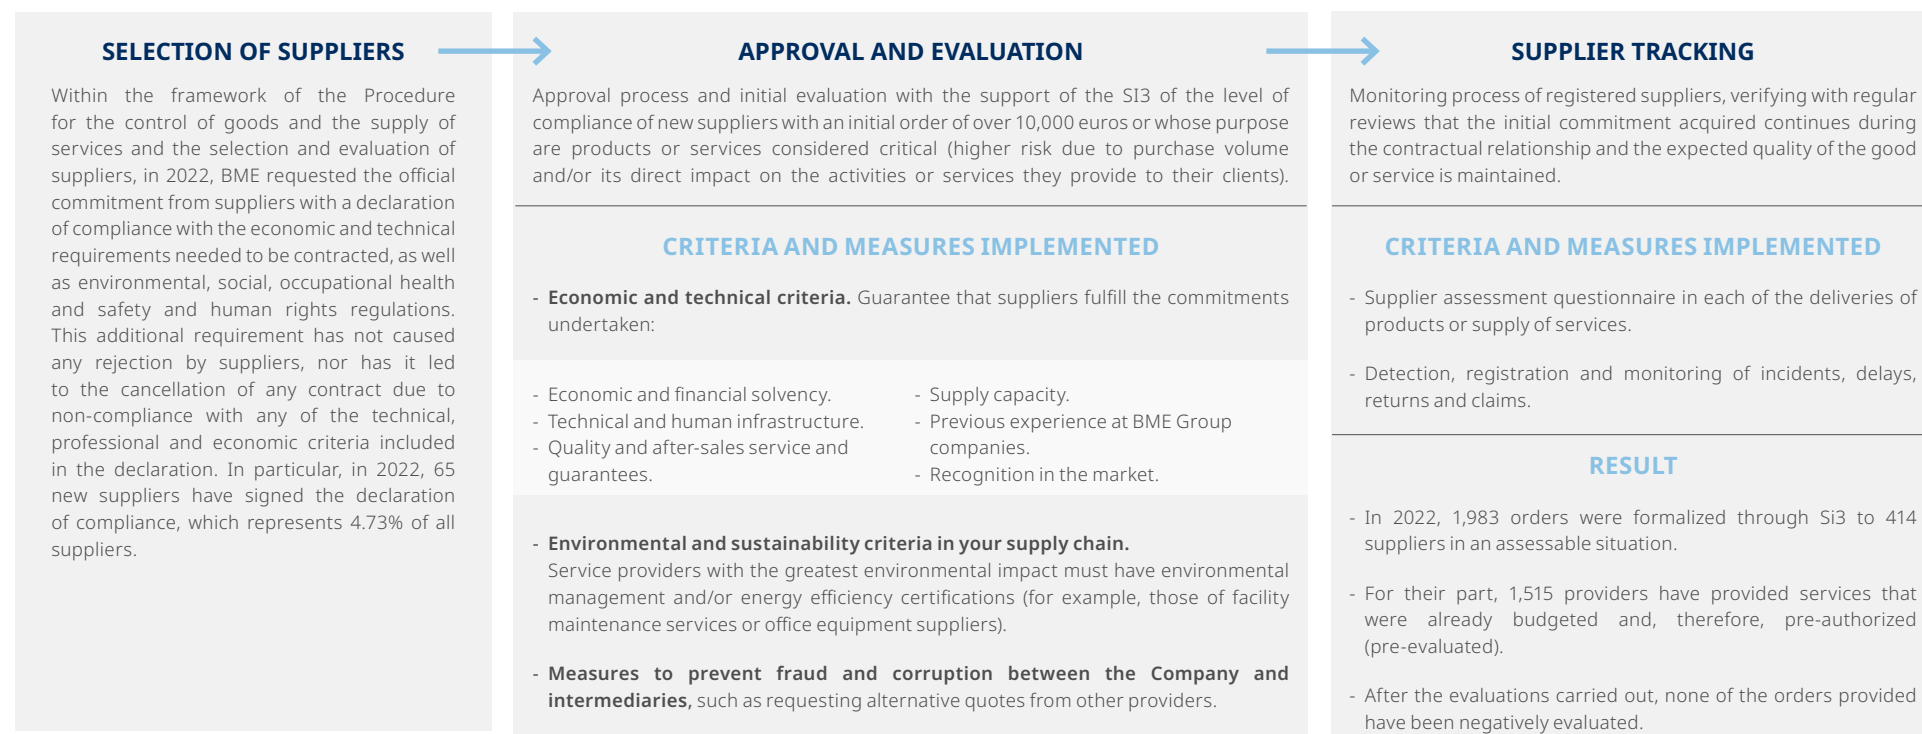 SELECTION OF SUPPLIERS
Within the framework of the Procedure
for the control of goods and the supply of
services and the selection and evaluation of
suppliers, in 2022, BME requested the official
commitment from suppliers with a declaration
of compliance with the economic and technical
requirements needed to be contracted, as well
as environmental, social, occupational health
and safety and human rights regulations.
This additional requirement has not caused
any rejection by suppliers, nor has it led
to the cancellation of any contract due to
non-compliance with any of the technical,
professional and economic criteria included
in the declaration. In particular, in 2022, 65
new suppliers have signed the declaration
of compliance, which represents 4.73% of all
suppliers.
APPROVAL AND EVALUATION
Approval process and initial evaluation with the support of the SI3 of the level of
compliance of new suppliers with an initial order of over 10,000 euros or whose purpose
are products or services considered critical (higher risk due to purchase volume
and/or its direct impact on the activities or services they provide to their clients).
CRITERIA AND MEASURES IMPLEMENTED
- Economic and technical criteria. Guarantee that suppliers fulfill the commitments
undertaken:
- Economic and financial solvency.
- Technical and human infrastructure.
- Quality and after-sales service and
guarantees.
- Supply capacity.
- Previous experience at BME Group
companies.
- Recognition in the market.
- Environmental and sustainability criteria in your supply chain.
Service providers with the greatest environmental impact must have environmental
management and/or energy efficiency certifications (for example, those of facility
maintenance services or office equipment suppliers).
- Measures to prevent fraud and corruption between the Company and
intermediaries, such as requesting alternative quotes from other providers.
SUPPLIER TRACKING
Monitoring process of registered suppliers, verifying with regular
reviews that the initial commitment acquired continues during
the contractual relationship and the expected quality of the good
or service is maintained.
CRITERIA AND MEASURES IMPLEMENTED
- Supplier assessment questionnaire in each of the deliveries of
products or supply of services.
- Detection, registration and monitoring of incidents, delays,
returns and claims.
RESULT
- In 2022, 1,983 orders were formalized through Si3 to 414
suppliers in an assessable situation.
- For their part, 1,515 providers have provided services that
were already budgeted and, therefore, pre-authorized
(pre-evaluated).
- After the evaluations carried out, none of the orders provided
have been negatively evaluated.